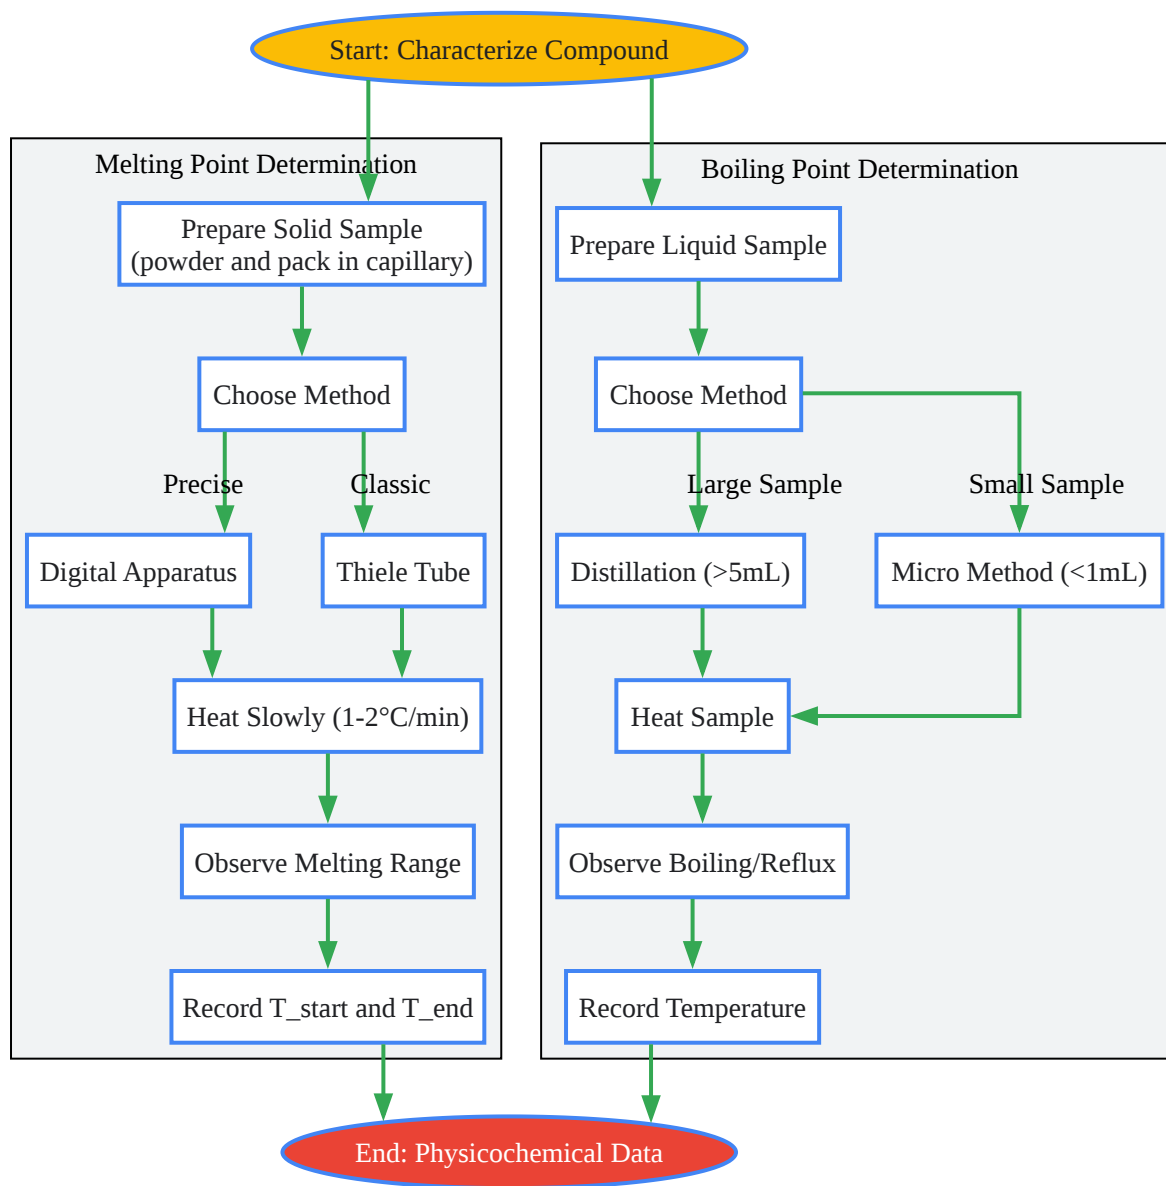 Start: Characterize Compound
Melting Point Determination
Prepare Solid Sample
(powder and pack in capillary)
Choose Method
Precise
Classic
Digital Apparatus
Thiele Tube
Heat Slowly (1-2°C/min)
Observe Melting Range
Record T_start and T_end
Boiling Point Determination
Prepare Liquid Sample
Choose Method
Large Sample
Small Sample
Distillation (>5mL)
Micro Method (<1mL)
Heat Sample
Observe Boiling/Reflux
Record Temperature
End: Physicochemical Data